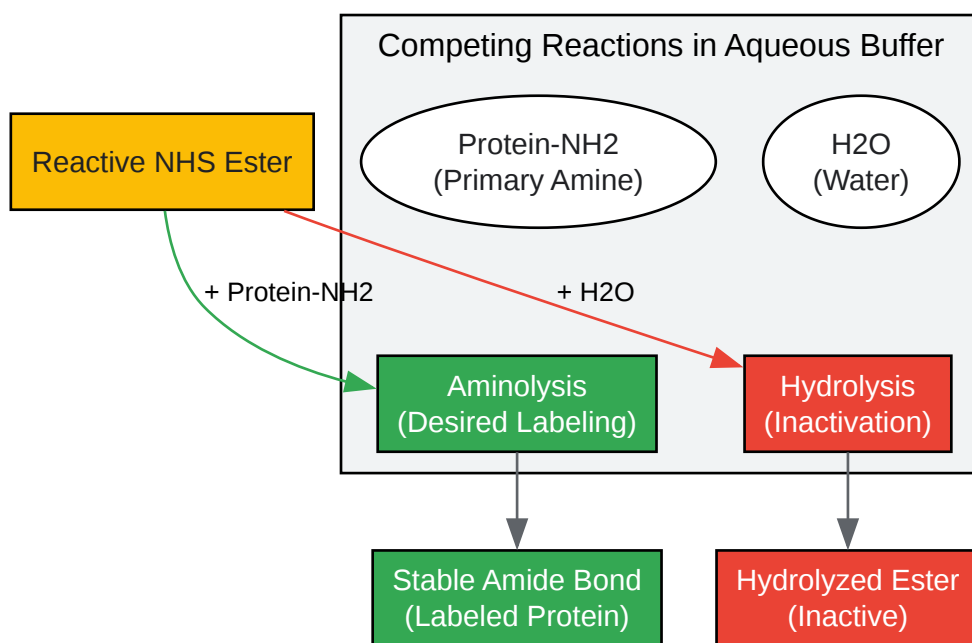 Competing Reactions in Aqueous Buffer
Reactive NHS Ester
Protein-NH2
(Primary Amine)
H2O
(Water)
+ Protein-NH2
+ H2O
Aminolysis
(Desired Labeling)
Hydrolysis
(Inactivation)
Stable Amide Bond
(Labeled Protein)
Hydrolyzed Ester
(Inactive)